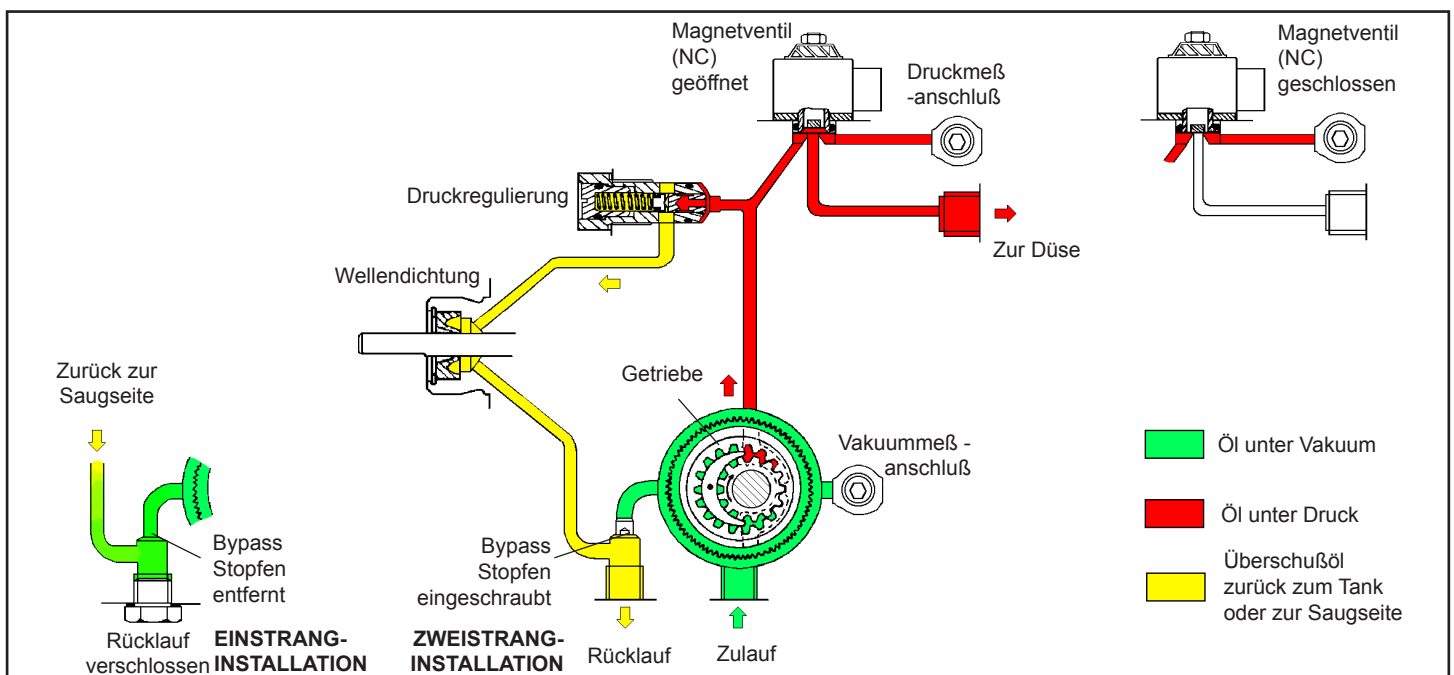 Magnetventil
(NC)
geöffnet
Druckmeß
-anschluß
Magnetventil
(NC)
geschlossen
Druckregulierung
Zur Düse
Wellendichtung
Zurück zur
Saugseite
Getriebe
Vakuummeß -
anschluß
Öl unter Vakuum
Öl unter Druck
Überschußöl
zurück zum Tank
oder zur Saugseite
Bypass
Stopfen
entfernt
Bypass
Stopfen
eingeschraubt
Rücklauf
verschlossen
EINSTRANG-
INSTALLATION
ZWEISTRANG-
INSTALLATION
Rücklauf
Zulauf